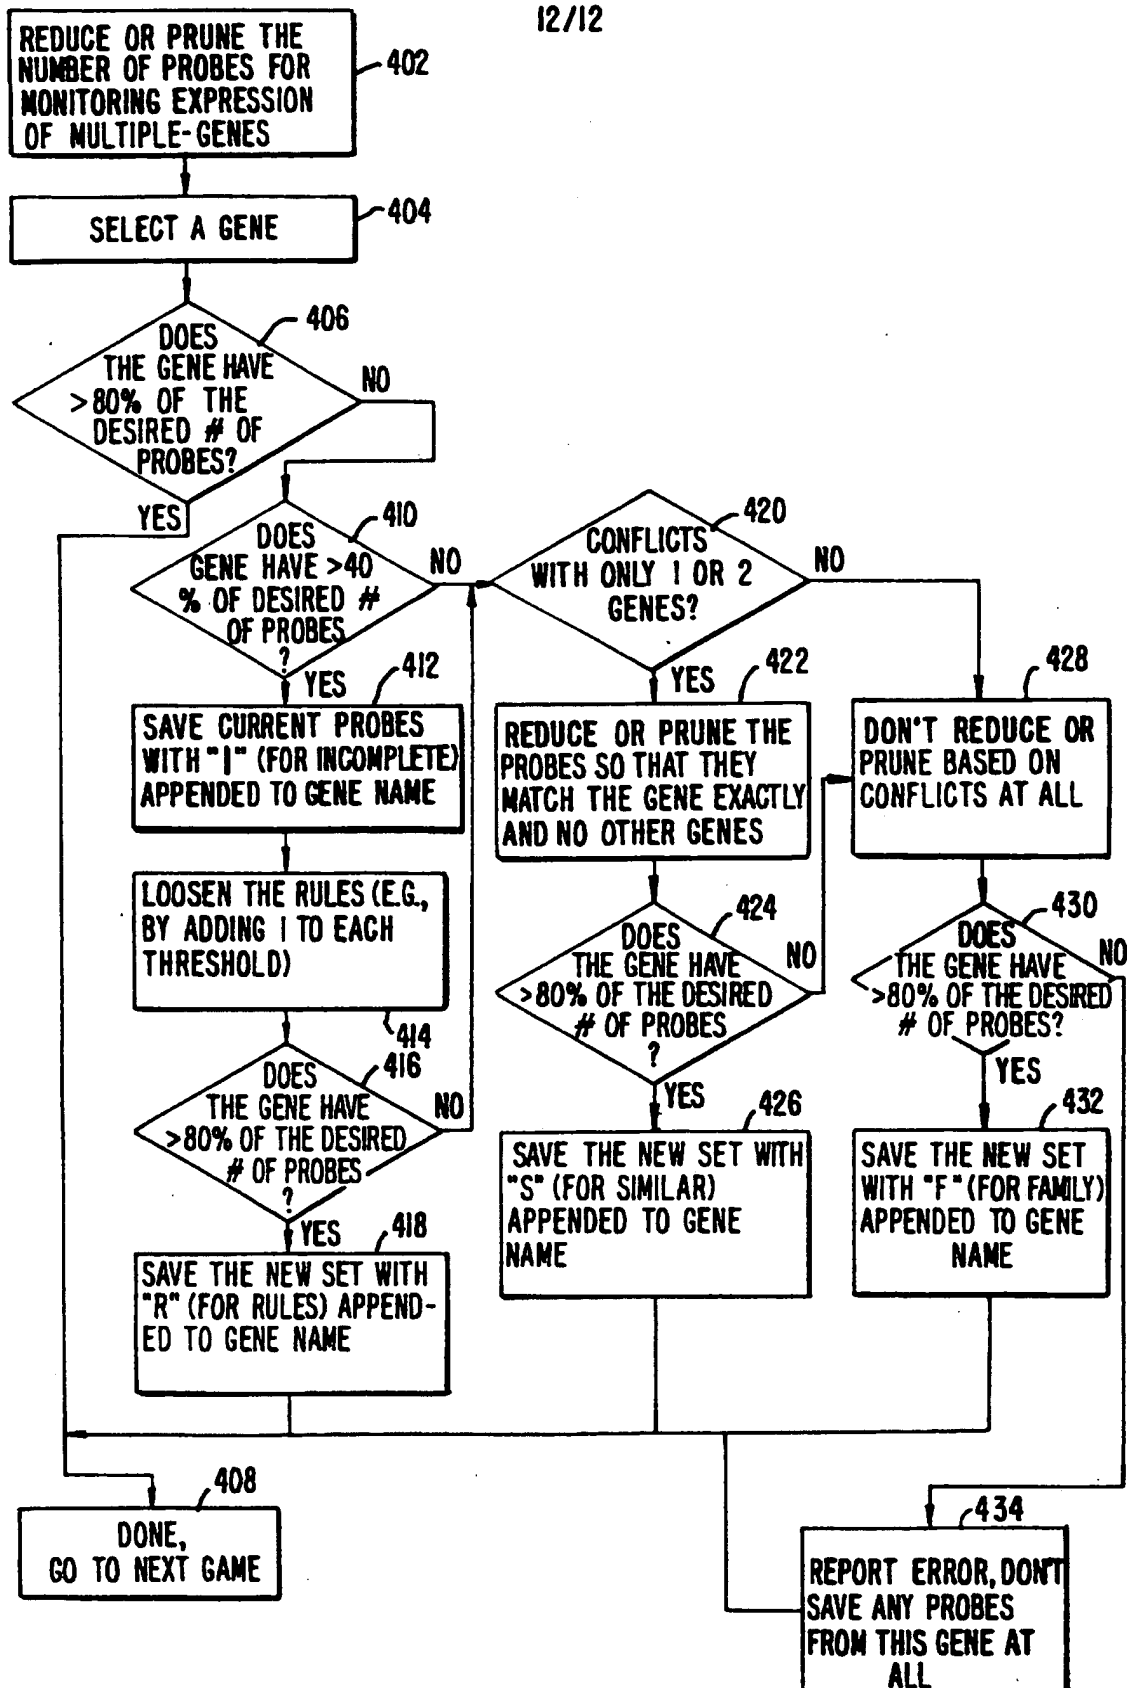 12/12
REDUCE OR PRUNE THE
NUMBER OF PROBES FOR
MONITORING EXPRESSION
OF MULTIPLE-GENES
402
SELECT A GENE
404
DOES
THE GENE HAVE
>80% OF THE
DESIRED # OF
PROBES?
406
NO
YES
DOES
GENE HAVE >40
% OF DESIRED #
OF PROBES
?
410
NO
YES
SAVE CURRENT PROBES
WITH "I" (FOR INCOMPLETE)
APPENDED TO GENE NAME
412
LOOSEN THE RULES (E.G.,
BY ADDING 1 TO EACH
THRESHOLD)
414
DOES
THE GENE HAVE
>80% OF THE DESIRED
# OF PROBES
?
416
NO
YES
SAVE THE NEW SET WITH
"R" (FOR RULES) APPEND-
ED TO GENE NAME
418
CONFLICTS
WITH ONLY 1 OR 2
GENES?
420
NO
YES
REDUCE OR PRUNE THE
PROBES SO THAT THEY
MATCH THE GENE EXACTLY
AND NO OTHER GENES
422
DOES
THE GENE HAVE
>80% OF THE DESIRED
# OF PROBES
?
424
NO
YES
SAVE THE NEW SET WITH
"S" (FOR SIMILAR)
APPENDED TO GENE
NAME
426
DON'T REDUCE OR
PRUNE BASED ON
CONFLICTS AT ALL
428
DOES
THE GENE HAVE
>80% OF THE DESIRED
# OF PROBES?
430
NO
YES
SAVE THE NEW SET
WITH "F" (FOR FAMILY)
APPENDED TO GENE
NAME
432
DONE,
GO TO NEXT GAME
408
REPORT ERROR, DON'T
SAVE ANY PROBES
FROM THIS GENE AT
ALL
434